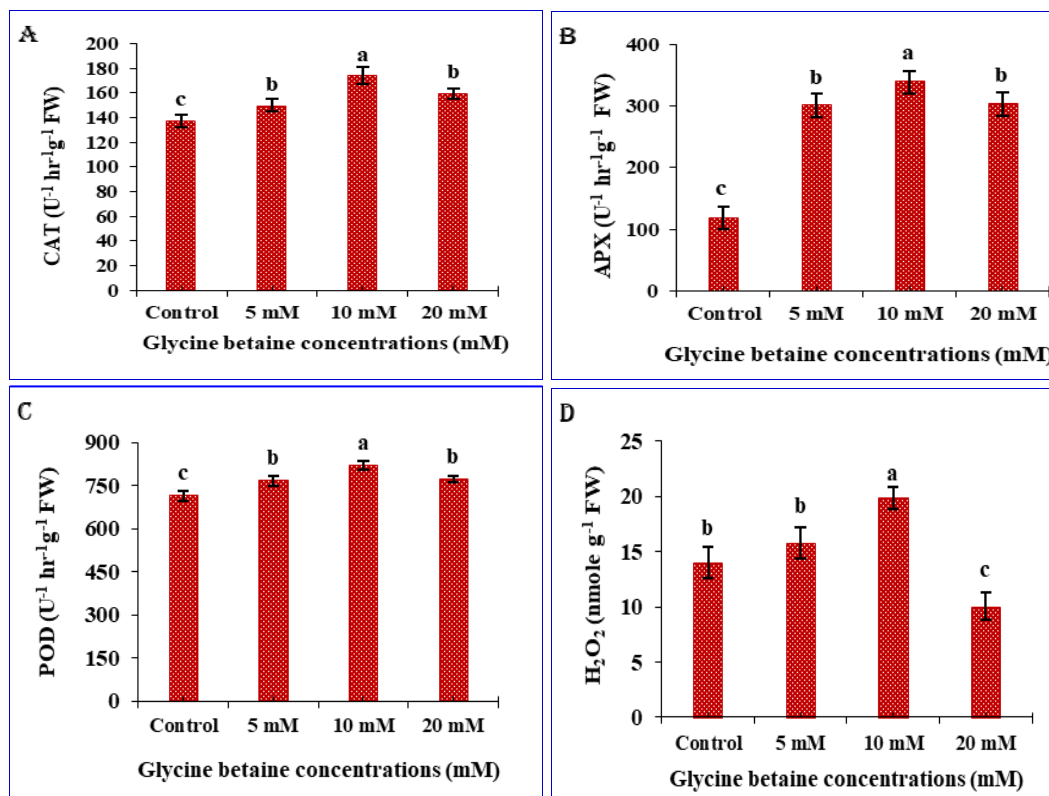 A
CAT (U⁻¹ hr⁻¹g⁻¹ FW)
200
180
160
140
120
100
80
60
40
20
0
c
b
a
b
Control 5 mM 10 mM 20 mM
Glycine betaine concentrations (mM)
B
APX (U⁻¹ hr⁻¹g⁻¹ FW)
400
300
200
100
0
c
b
a
b
Control 5 mM 10 mM 20 mM
Glycine betaine concentrations (mM)
C
POD (U⁻¹ hr⁻¹g⁻¹ FW)
900
750
600
450
300
150
0
c
b
a
b
Control 5 mM 10 mM 20 mM
Glycine betaine concentrations (mM)
D
H₂O₂ (nmole g⁻¹ FW)
25
20
15
10
5
0
b
b
a
c
Control 5 mM 10 mM 20 mM
Glycine betaine concentrations (mM)